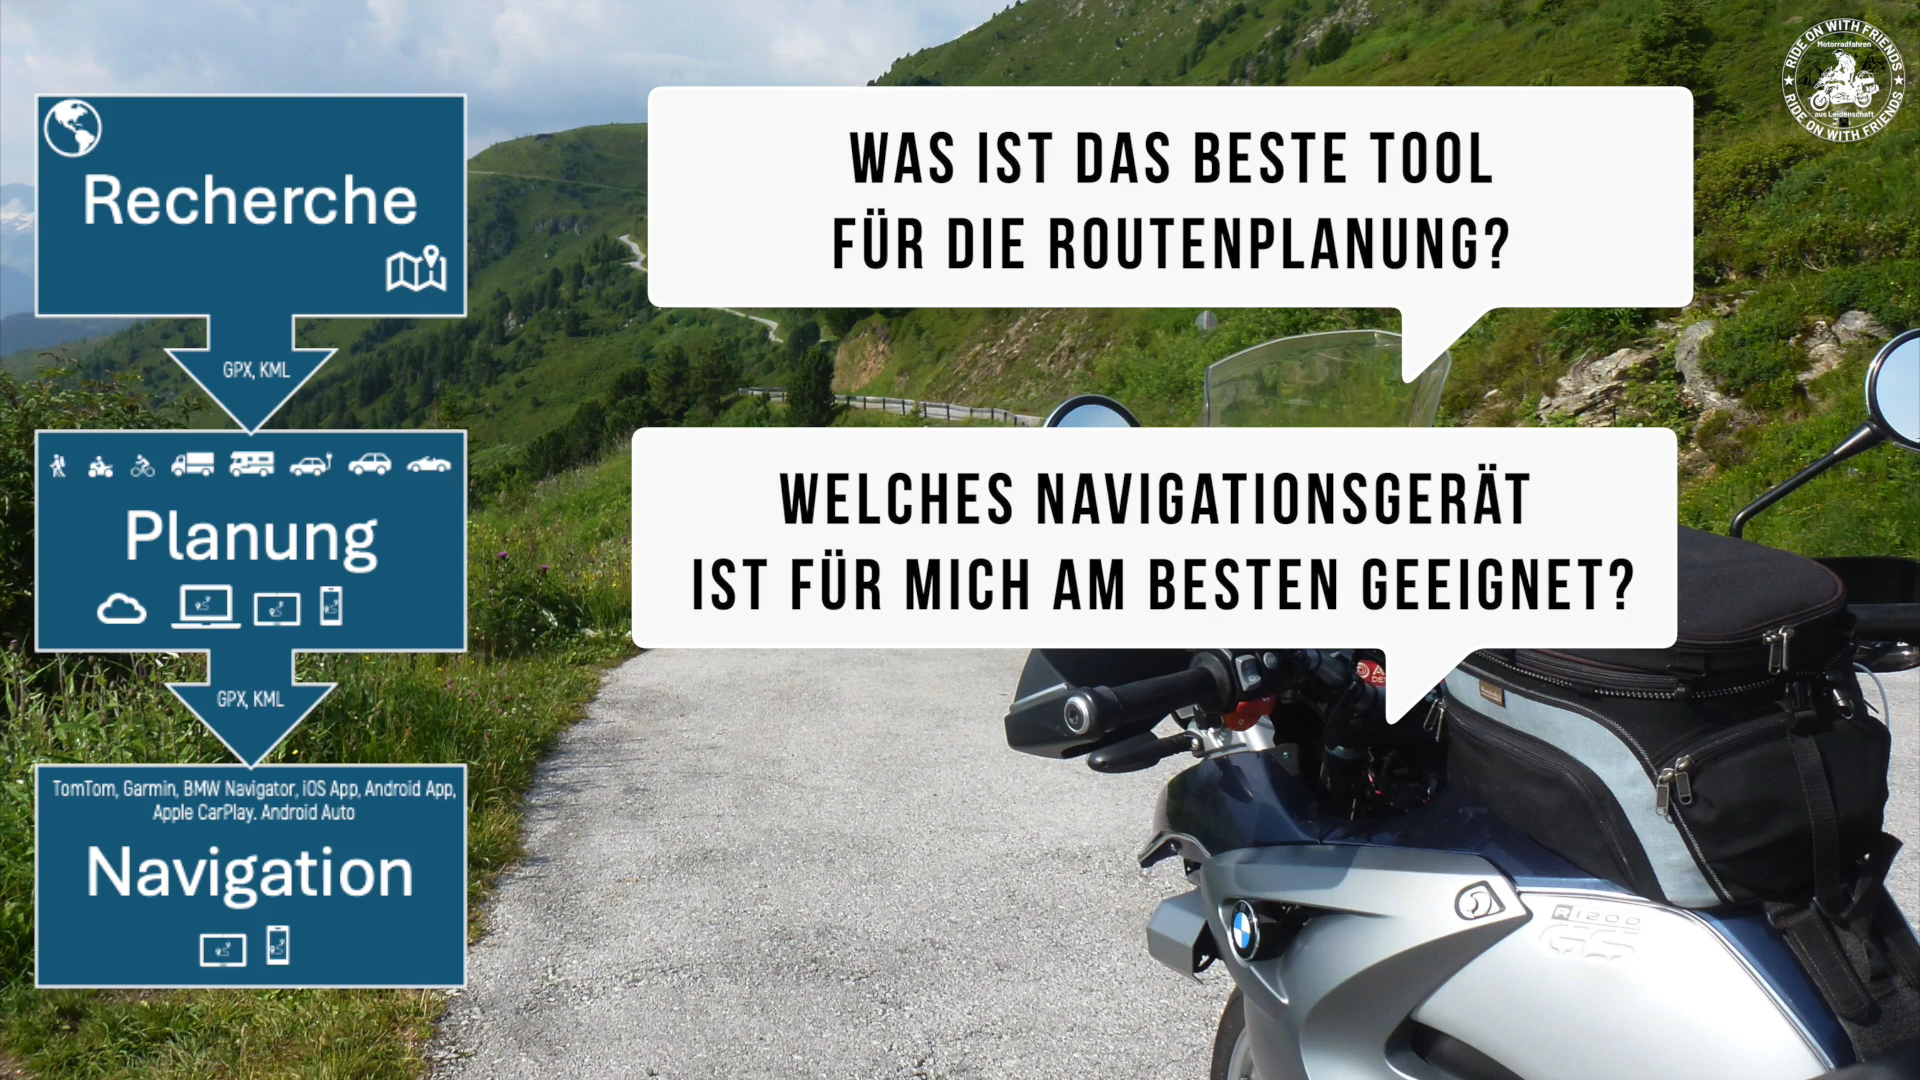 Recherche
GPX, KML
Planung
GPX, KML
TomTom, Garmin, BMW Navigator, iOS App, Android App,
Apple CarPlay. Android Auto
Navigation
WAS IST DAS BESTE TOOL
FÜR DIE ROUTENPLANUNG?
WELCHES NAVIGATIONSGERÄT
IST FÜR MICH AM BESTEN GEEIGNET?
RIDE ON WITH FRIENDS
Motorradfahren
aus Leidenschaft
RIDE ON WITH FRIENDS
R1200
GS